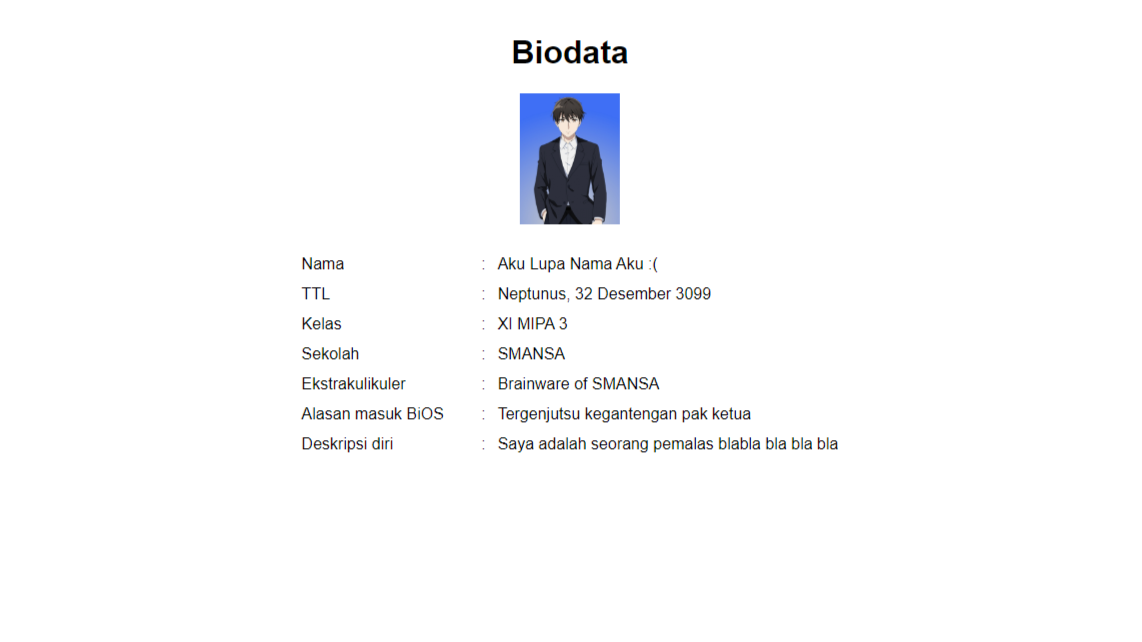 Biodata
Nama : Aku Lupa Nama Aku :(
TTL : Neptunus, 32 Desember 3099
Kelas : XI MIPA 3
Sekolah : SMANSA
Ekstrakulikuler : Brainware of SMANSA
Alasan masuk BiOS : Tergenjutsu kegantengan pak ketua
Deskripsi diri : Saya adalah seorang pemalas blabla bla bla bla